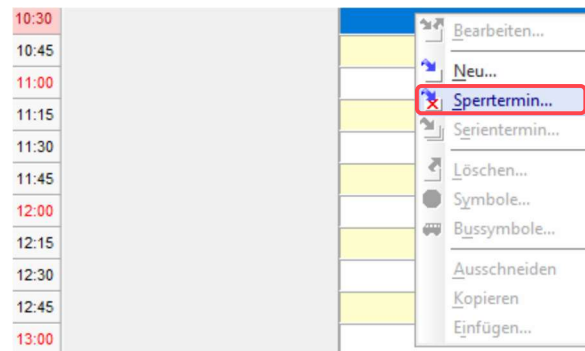 10:30
10:45
11:00
11:15
11:30
11:45
12:00
12:15
12:30
12:45
13:00
Bearbeiten...
Neu...
Sperrtermin...
Serientermin...
Löschen...
Symbole...
Bussymbole...
Ausschneiden
Kopieren
Einfügen...